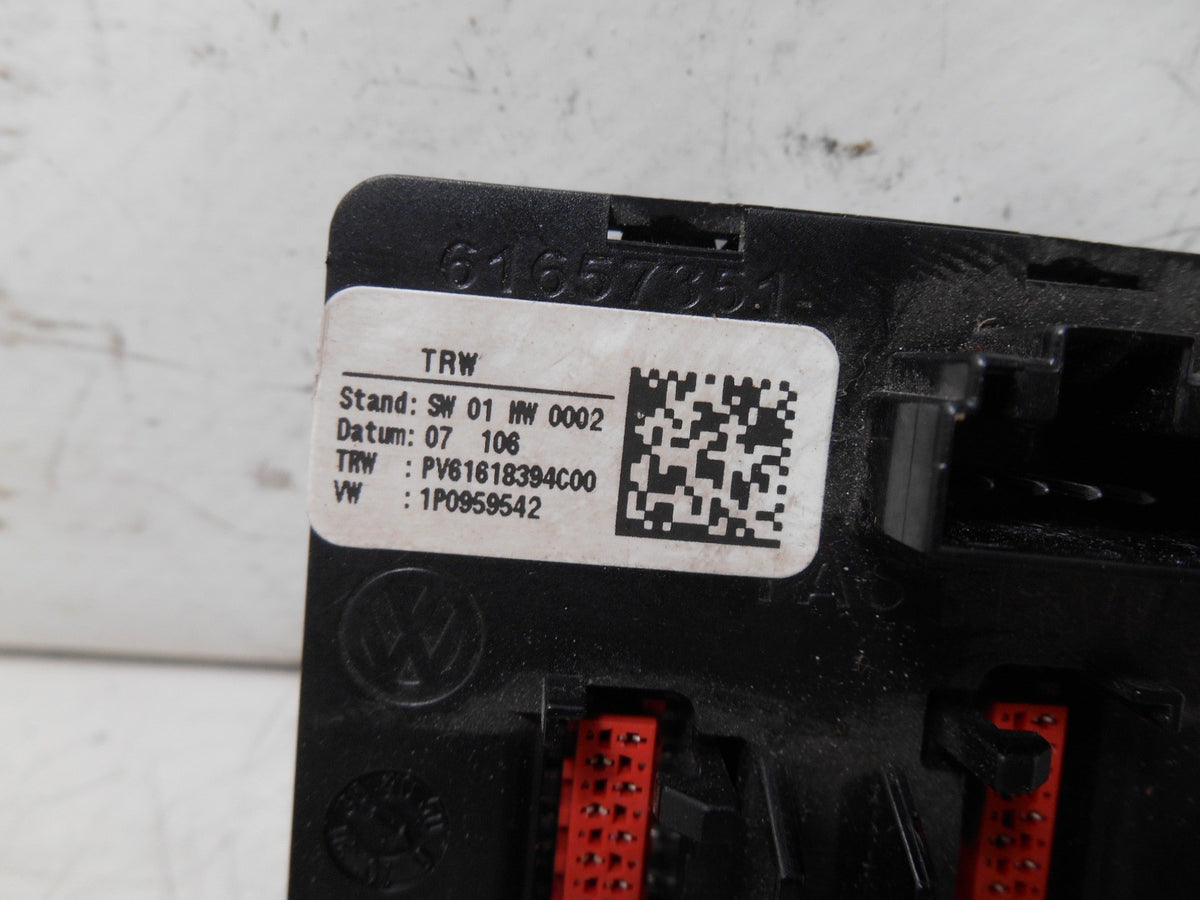 61657351
TRW
Stand: SW 01 HW 0002
Datum: 07 106
TRW : PV61618394C00
VW : 1P0959542